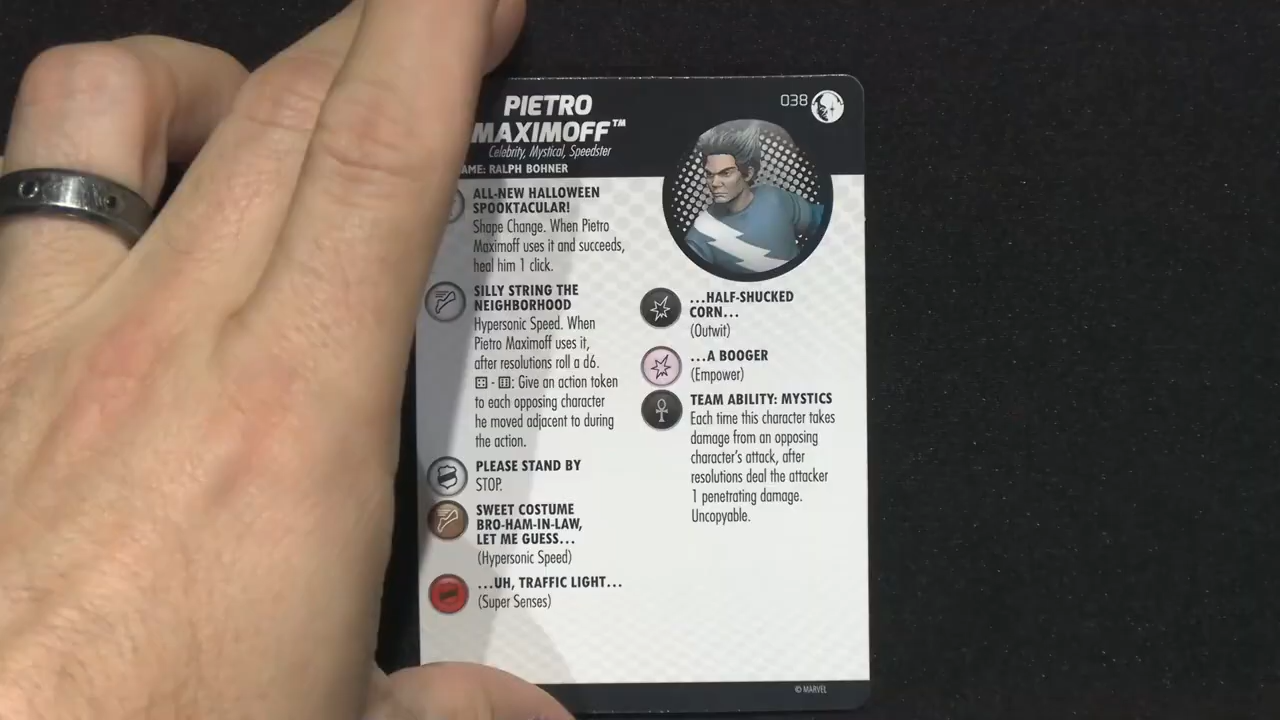 PIETRO
MAXIMOFF™
038
Celebrity, Mystical, Speedster
AME: RALPH BOHNER
ALL-NEW HALLOWEEN
SPOOKTACULAR!
Shape Change. When Pietro
Maximoff uses it and succeeds,
heal him 1 click.
SILLY STRING THE
NEIGHBORHOOD
Hypersonic Speed. When
Pietro Maximoff uses it,
after resolutions roll a d6.
⚃ - ⚅: Give an action token
to each opposing character
he moved adjacent to during
the action.
PLEASE STAND BY
STOP.
SWEET COSTUME
BRO-HAM-IN-LAW,
LET ME GUESS...
(Hypersonic Speed)
...UH, TRAFFIC LIGHT...
(Super Senses)
...HALF-SHUCKED
CORN...
(Outwit)
...A BOOGER
(Empower)
TEAM ABILITY: MYSTICS
Each time this character takes
damage from an opposing
character's attack, after
resolutions deal the attacker
1 penetrating damage.
Uncopyable.
© MARVEL